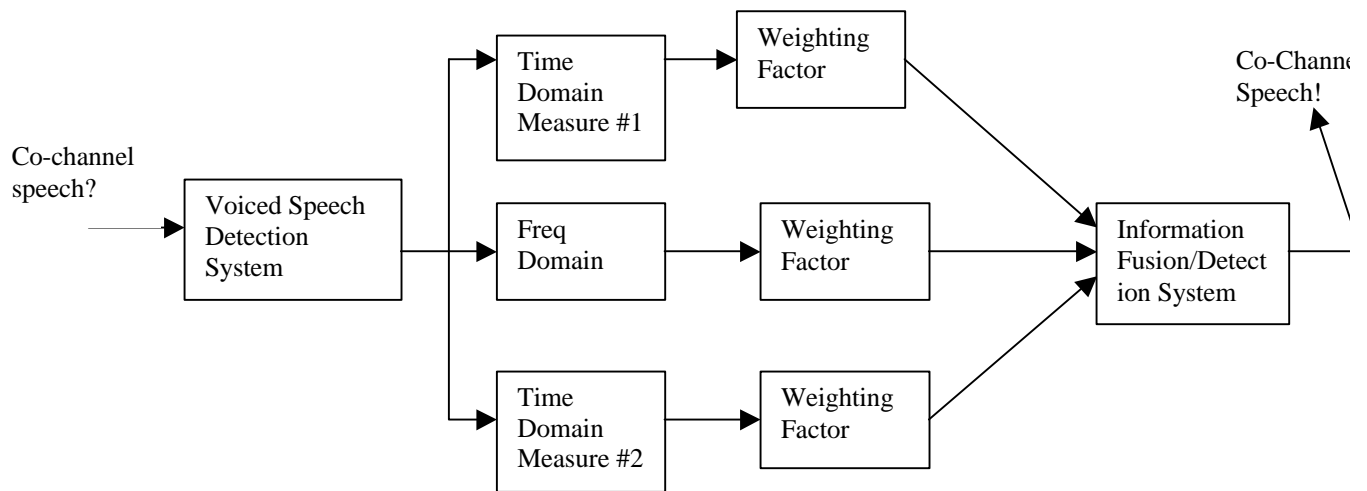 Co-channel
speech?
Voiced Speech
Detection
System
Time
Domain
Measure #1
Weighting
Factor
Freq
Domain
Weighting
Factor
Time
Domain
Measure #2
Weighting
Factor
Information
Fusion/Detect
ion System
Co-Channe
Speech!